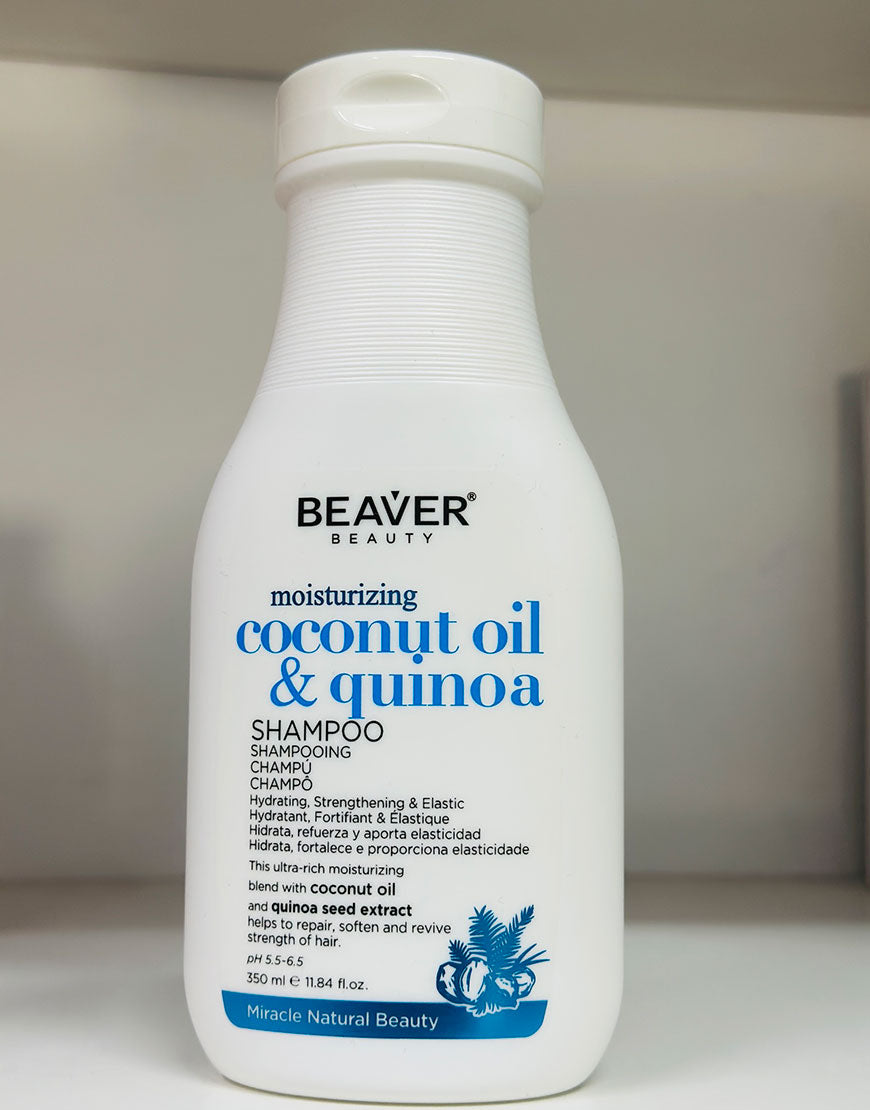 BEAVER®
BEAUTY
moisturizing
coconut oil
& quinoa
SHAMPOO
SHAMPOOING
CHAMPÚ
CHAMPÔ
Hydrating, Strengthening & Elastic
Hydratant, Fortifiant & Élastique
Hidrata, refuerza y aporta elasticidad
Hidrata, fortalece e proporciona elasticidade
This ultra-rich moisturizing
blend with coconut oil
and quinoa seed extract
helps to repair, soften and revive
strength of hair.
pH 5.5-6.5
350 ml ℮ 11.84 fl.oz.
Miracle Natural Beauty